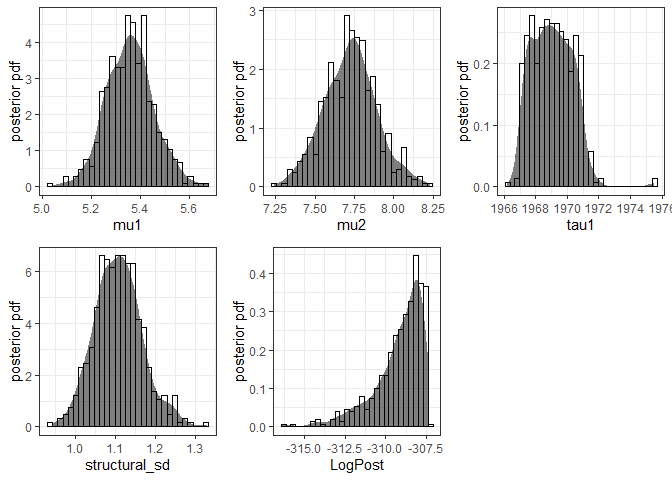 posterior pdf
4
3
2
1
0
5.0 5.2 5.4 5.6
mu1
posterior pdf
3
2
1
0
7.25 7.50 7.75 8.00 8.25
mu2
posterior pdf
0.2
0.1
0.0
1966 1968 1970 1972 1974 1976
tau1
posterior pdf
6
4
2
0
1.0 1.1 1.2 1.3
structural_sd
posterior pdf
0.4
0.3
0.2
0.1
0.0
-315.0 -312.5 -310.0 -307.5
LogPost